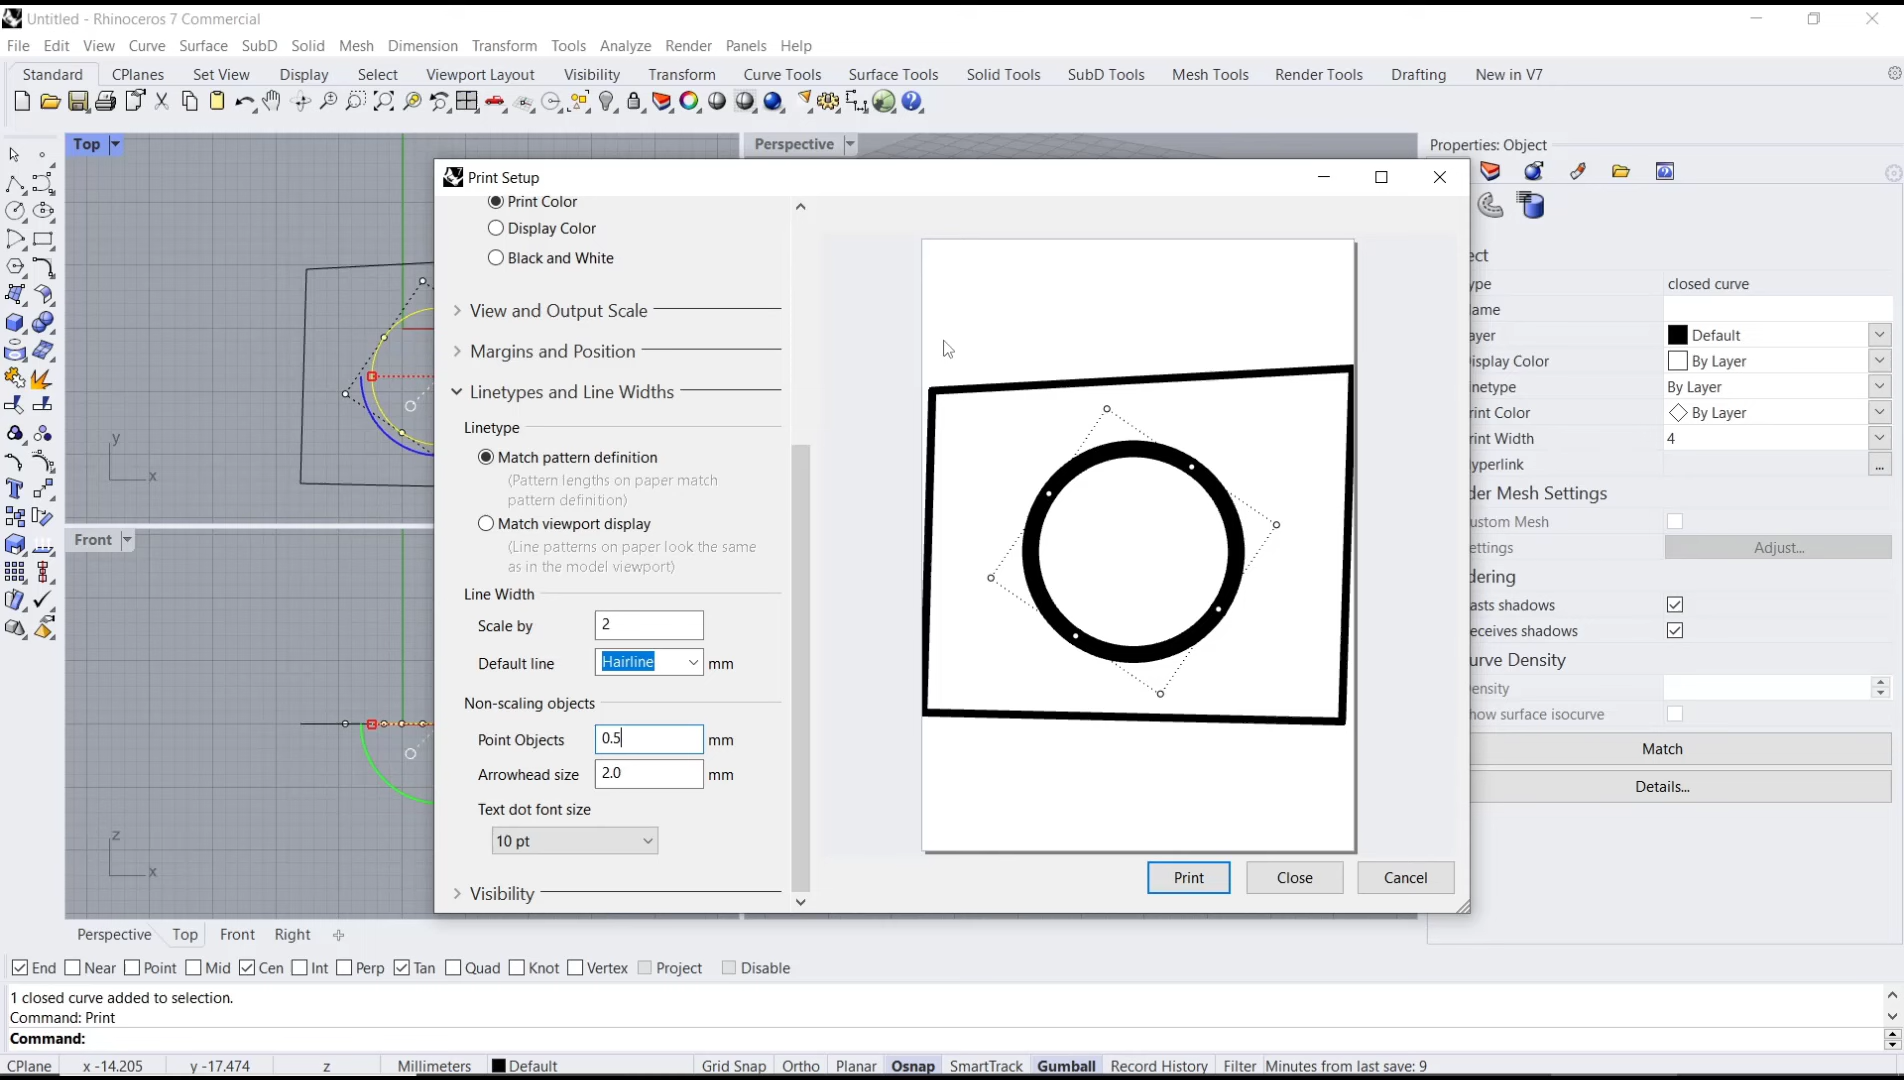 Untitled - Rhinoceros 7 Commercial
File Edit View Curve Surface SubD Solid Mesh Dimension Transform Tools Analyze Render Panels Help
Standard CPlanes Set View Display Select Viewport Layout Visibility Transform Curve Tools Surface Tools Solid Tools SubD Tools Mesh Tools Render Tools Drafting New in V7
Top
Perspective
Properties: Object
Print Setup
Print Color
Display Color
Black and White
View and Output Scale
Margins and Position
Linetypes and Line Widths
Linetype
Match pattern definition
(Pattern lengths on paper match
pattern definition)
Match viewport display
(Line patterns on paper look the same
as in the model viewport)
Line Width
Scale by 2
Default line Hairline mm
Non-scaling objects
Point Objects 0.5 mm
Arrowhead size 2.0 mm
Text dot font size
10 pt
Visibility
Print Close Cancel
ect
ype closed curve
ame
ayer Default
isplay Color By Layer
netype By Layer
rint Color By Layer
rint Width 4
yperlink ...
der Mesh Settings
ustom Mesh
ettings Adjust...
dering
asts shadows
eceives shadows
urve Density
ensity
how surface isocurve
Match
Details...
y
x
Front
z
x
Perspective Top Front Right
End Near Point Mid Cen Int Perp Tan Quad Knot Vertex Project Disable
1 closed curve added to selection.
Command: Print
Command:
CPlane x -14.205 y -17.474 z Millimeters Default Grid Snap Ortho Planar Osnap SmartTrack Gumball Record History Filter Minutes from last save: 9